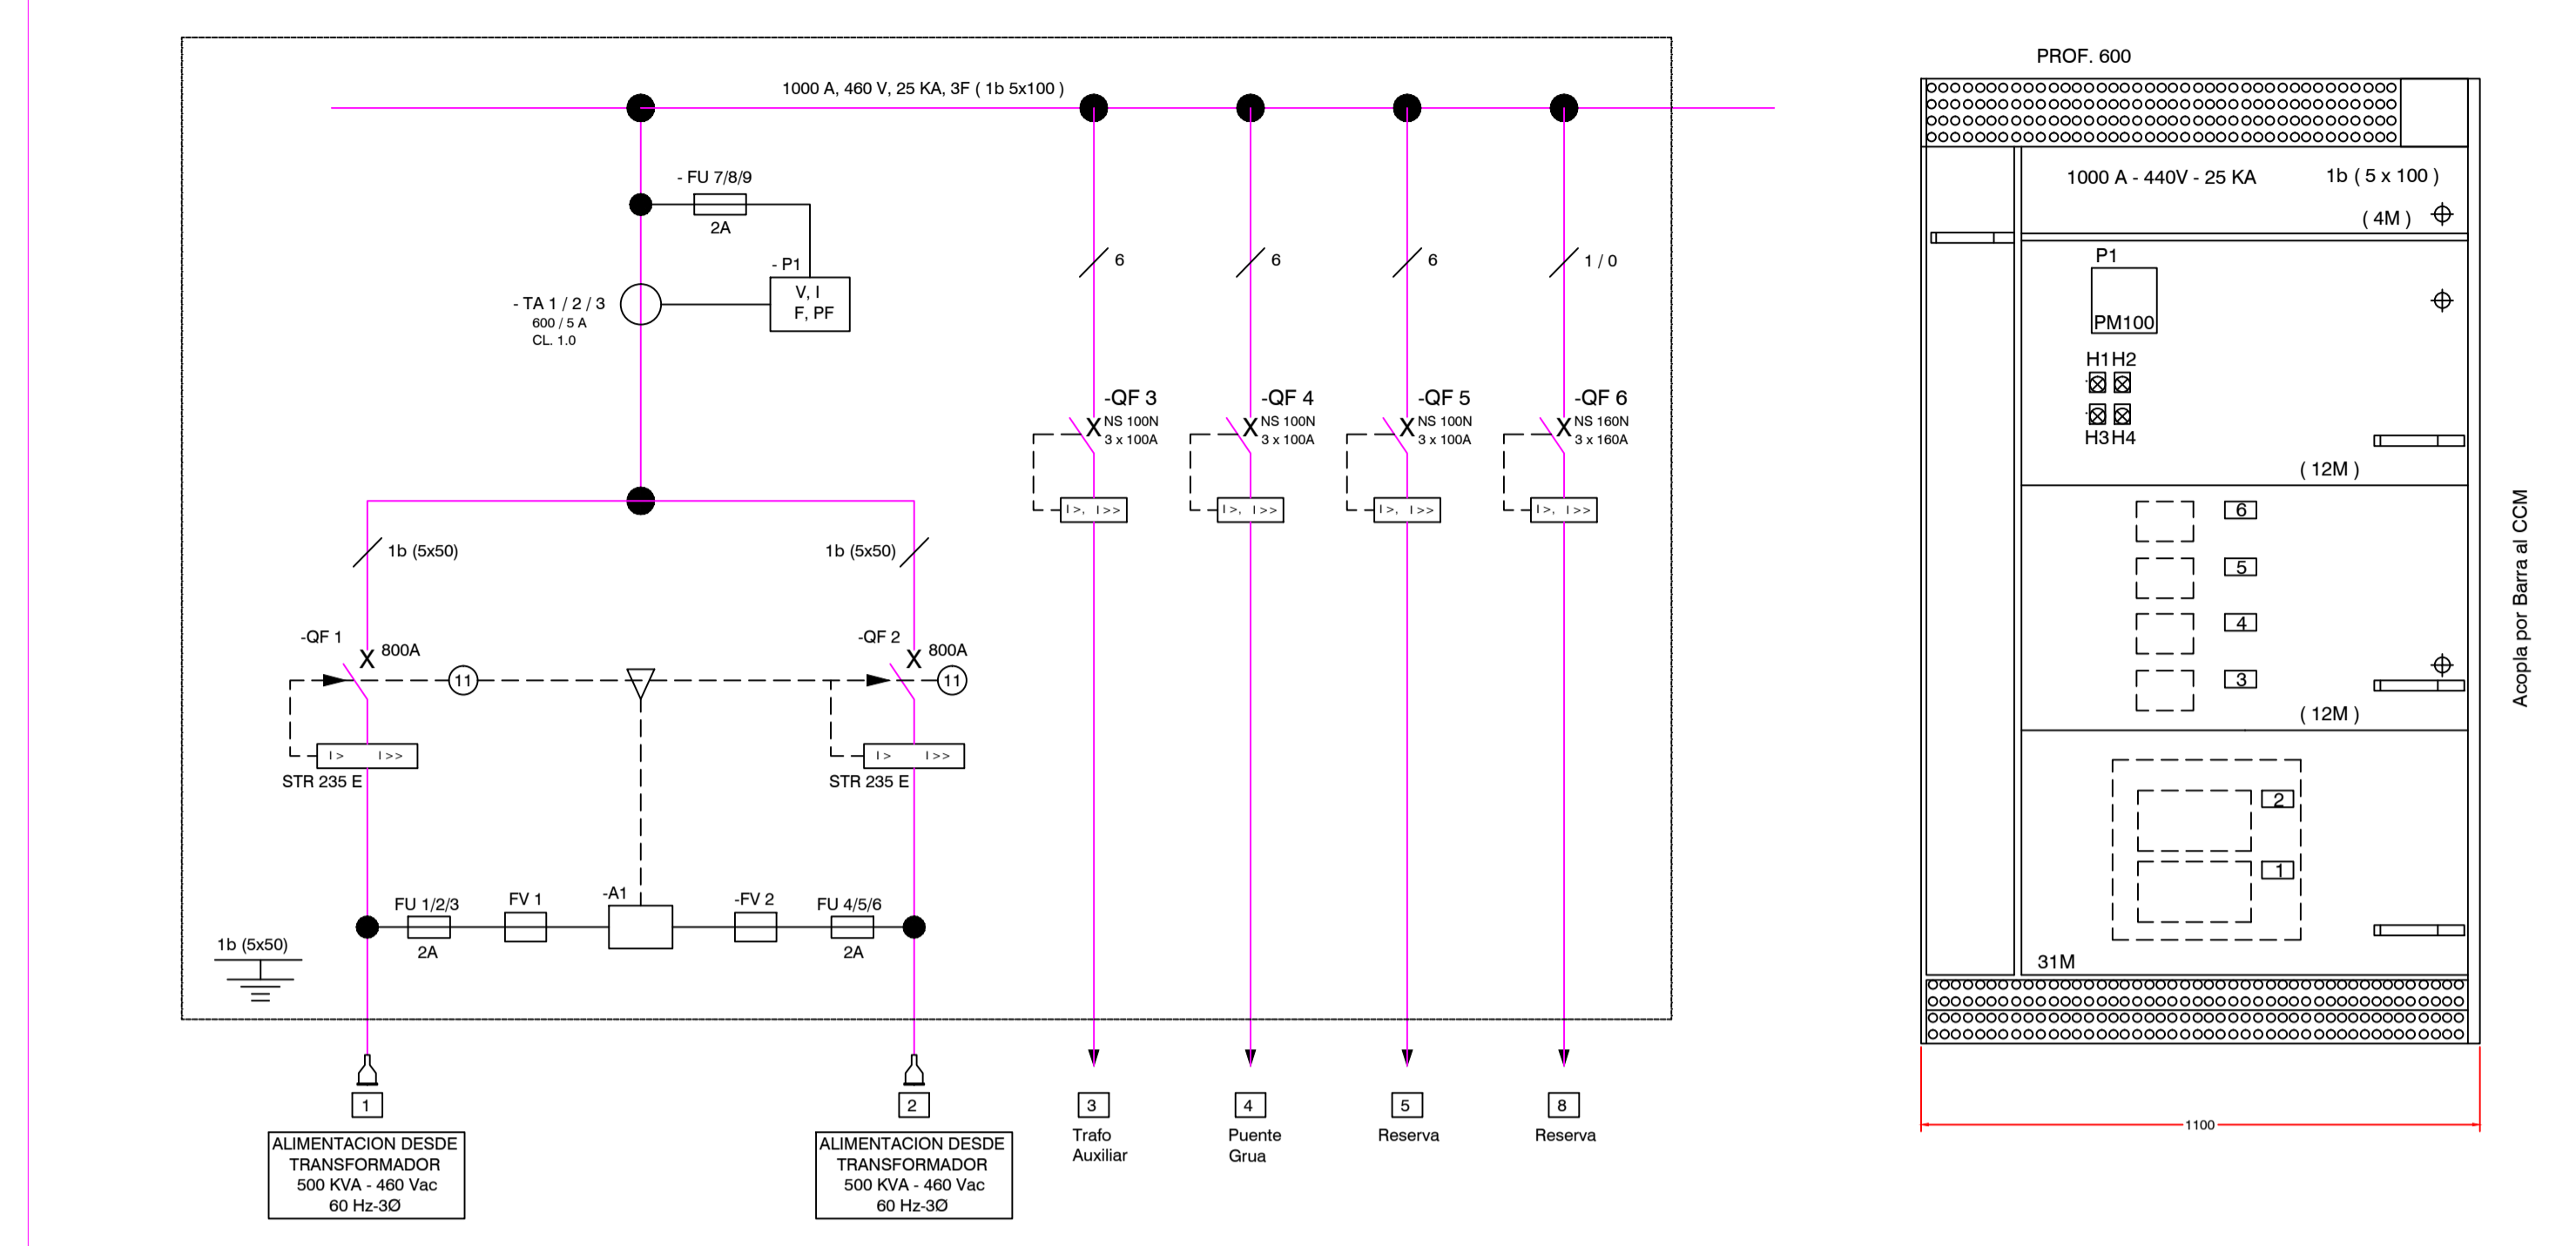 1000 A, 460 V, 25 KA, 3F ( 1b 5x100 )
- FU 7/8/9
2A
- P1
V, I
F, PF
- TA 1 / 2 / 3
600 / 5 A
CL. 1.0
6
6
6
1 / 0
-QF 3
NS 100N
3 x 100A
-QF 4
NS 100N
3 x 100A
-QF 5
NS 100N
3 x 100A
-QF 6
NS 160N
3 x 160A
I >, I >>
I >, I >>
I >, I >>
I >, I >>
1b (5x50)
1b (5x50)
-QF 1
800A
11
-QF 2
800A
11
I > I >>
STR 235 E
I > I >>
STR 235 E
FU 1/2/3
2A
FV 1
-A1
-FV 2
FU 4/5/6
2A
1b (5x50)
1
ALIMENTACION DESDE
TRANSFORMADOR
500 KVA - 460 Vac
60 Hz-3Ø
2
ALIMENTACION DESDE
TRANSFORMADOR
500 KVA - 460 Vac
60 Hz-3Ø
3
Trafo
Auxiliar
4
Puente
Grua
5
Reserva
8
Reserva
PROF. 600
1000 A - 440V - 25 KA 1b ( 5 x 100 )
( 4M )
P1
PM100
H1 H2
H3 H4
( 12M )
6
5
4
3
( 12M )
2
1
31M
Acopla por Barra al CCM
1100